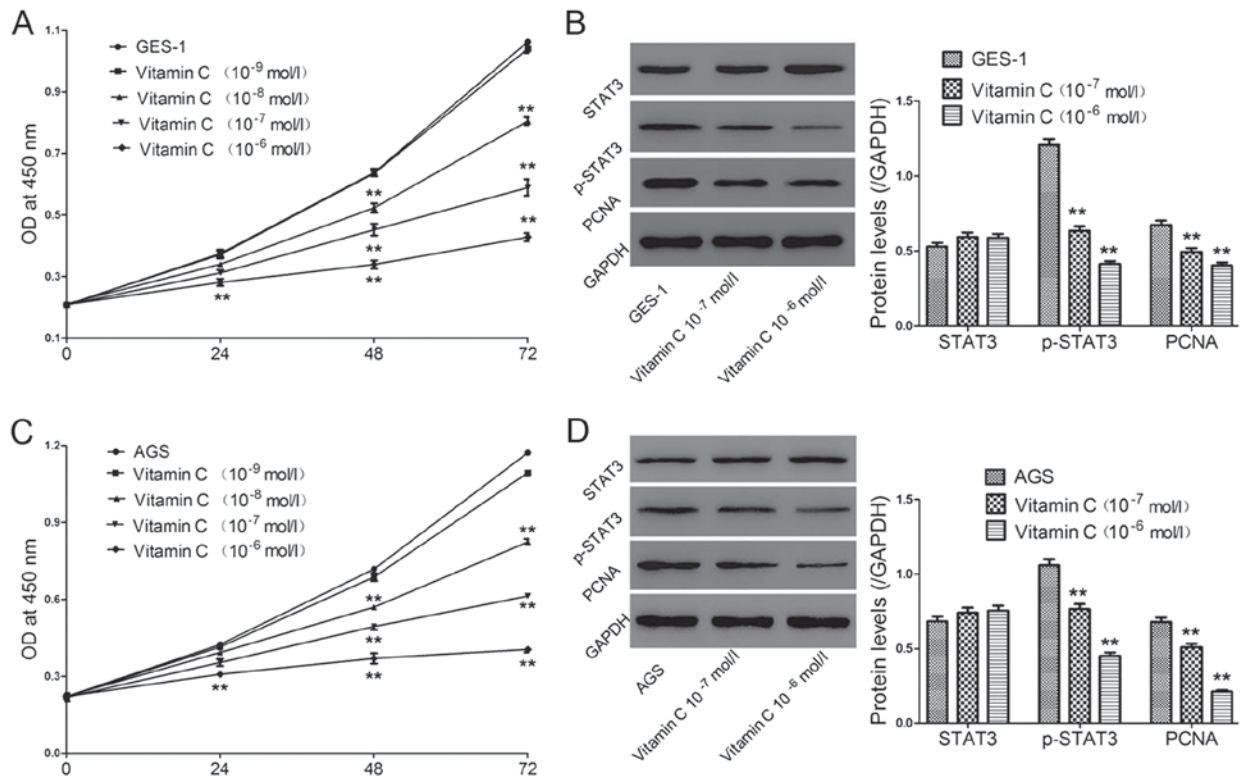 A
GES-1
Vitamin C (10-9 mol/l)
Vitamin C (10-8 mol/l)
Vitamin C (10-7 mol/l)
Vitamin C (10-6 mol/l)
OD at 450 nm
1.1
0.9
0.7
0.5
0.3
0.1
0 24 48 72
**
**
**
**
**
**
**
B
STAT3
p-STAT3
PCNA
GAPDH
GES-1
Vitamin C 10 -7 mol/l
Vitamin C 10 -6 mol/l
GES-1
Vitamin C (10-7 mol/l)
Vitamin C (10-6 mol/l)
Protein levels (/GAPDH)
1.5
1.0
0.5
0.0
** ** ** **
STAT3 p-STAT3 PCNA
C
AGS
Vitamin C (10-9 mol/l)
Vitamin C (10-8 mol/l)
Vitamin C (10-7 mol/l)
Vitamin C (10-6 mol/l)
OD at 450 nm
1.2
0.9
0.6
0.3
0.0
0 24 48 72
**
**
**
**
**
**
**
D
STAT3
p-STAT3
PCNA
GAPDH
AGS
Vitamin C 10 -7 mol/l
Vitamin C 10 -6 mol/l
AGS
Vitamin C (10-7 mol/l)
Vitamin C (10-6 mol/l)
Protein levels (/GAPDH)
1.5
1.0
0.5
0.0
** ** ** **
STAT3 p-STAT3 PCNA